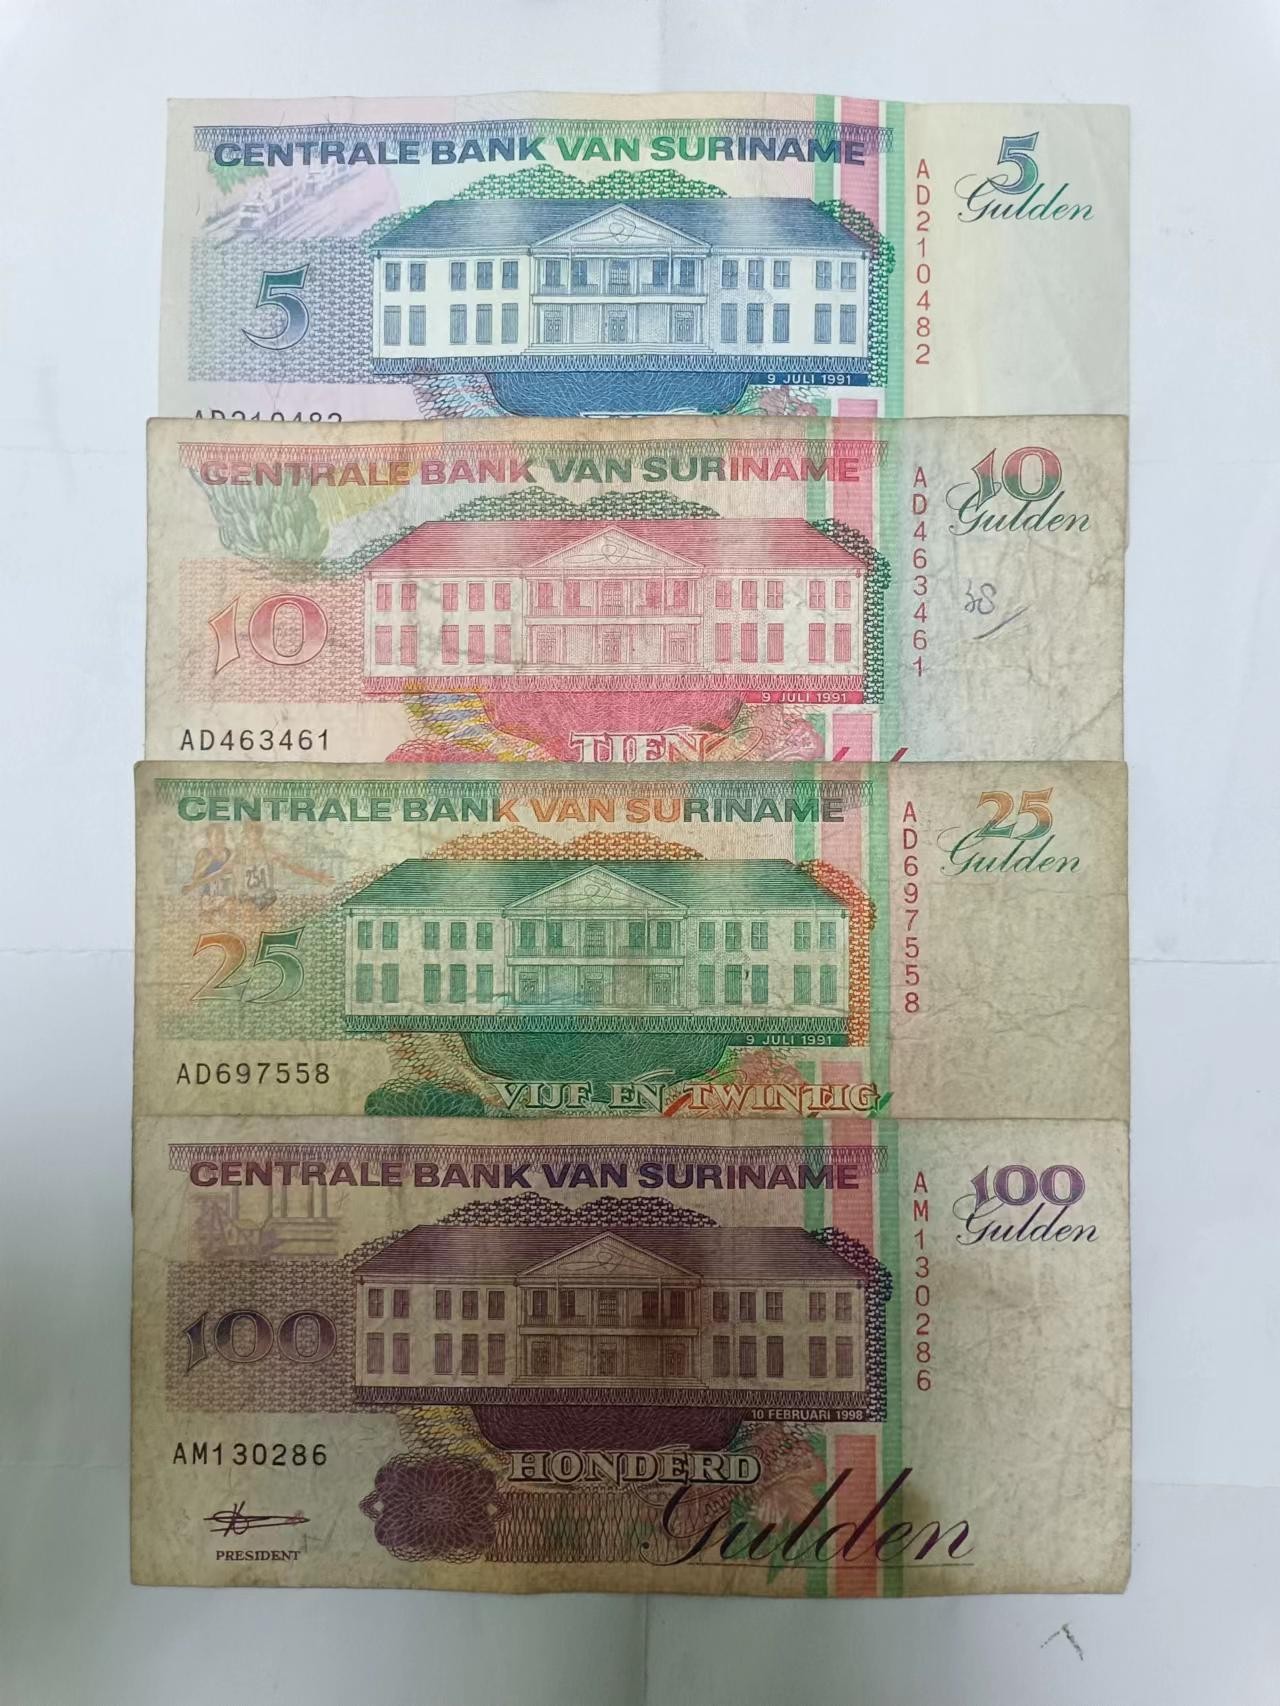 CENTRALE BANK VAN SURINAME
5
Gulden
AD210482
5
9 JULI 1991
AD210482
CENTRALE BANK VAN SURINAME
10
Gulden
AD463461
10
9 JULI 1991
AD463461
TIEN
CENTRALE BANK VAN SURINAME
25
Gulden
AD697558
25
9 JULI 1991
AD697558
VIJF EN TWINTIG
CENTRALE BANK VAN SURINAME
100
Gulden
AM130286
100
10 FEBRUARI 1998
AM130286
HONDERD
Gulden
PRESIDENT